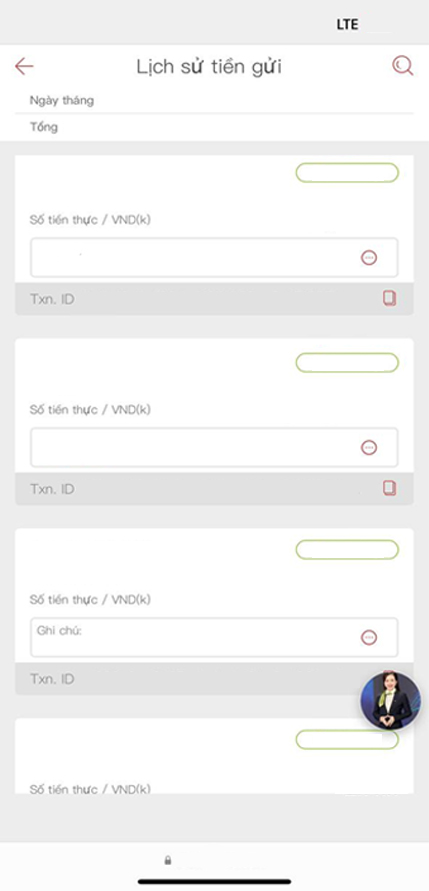 LTE
Lịch sử tiền gửi
Ngày tháng
Tổng
Số tiền thực / VND(k)
Txn. ID
Số tiền thực / VND(k)
Txn. ID
Số tiền thực / VND(k)
Ghi chú:
Txn. ID
Số tiền thực / VND(k)